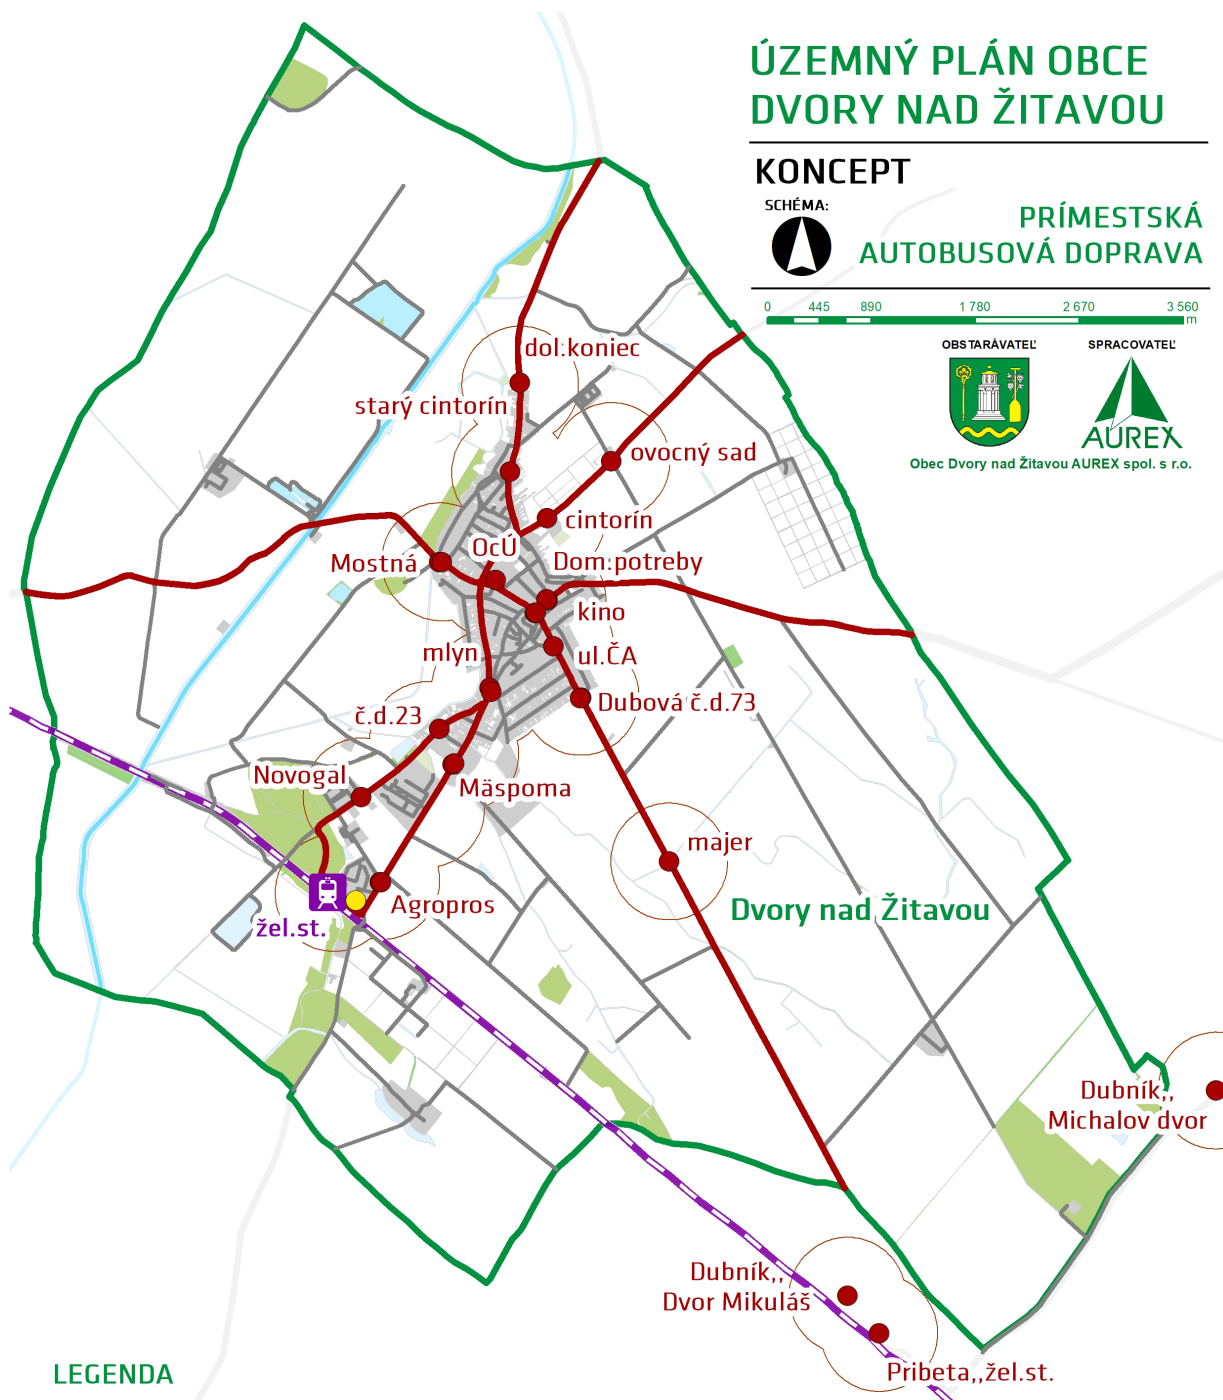 ÚZEMNÝ PLÁN OBCE
DVORY NAD ŽITAVOU
KONCEPT
SCHÉMA:
PRÍMESTSKÁ
AUTOBUSOVÁ DOPRAVA
0 445 890 1 780 2 670 3 560
m
OBSTARÁVATEĽ SPRACOVATEĽ
AUREX
Obec Dvory nad Žitavou AUREX spol. s r.o.
dol.koniec
starý cintorín
ovocný sad
cintorín
OcÚ
Mostná
Dom.potreby
kino
mlyn
ul.ČA
Dubová č.d.73
č.d.23
Novogal
Mäspoma
majer
Agropros
Dvory nad Žitavou
žel.st.
Dubník,,
Michalov dvor
Dubník,,
Dvor Mikuláš
Pribeta,,žel.st.
LEGENDA